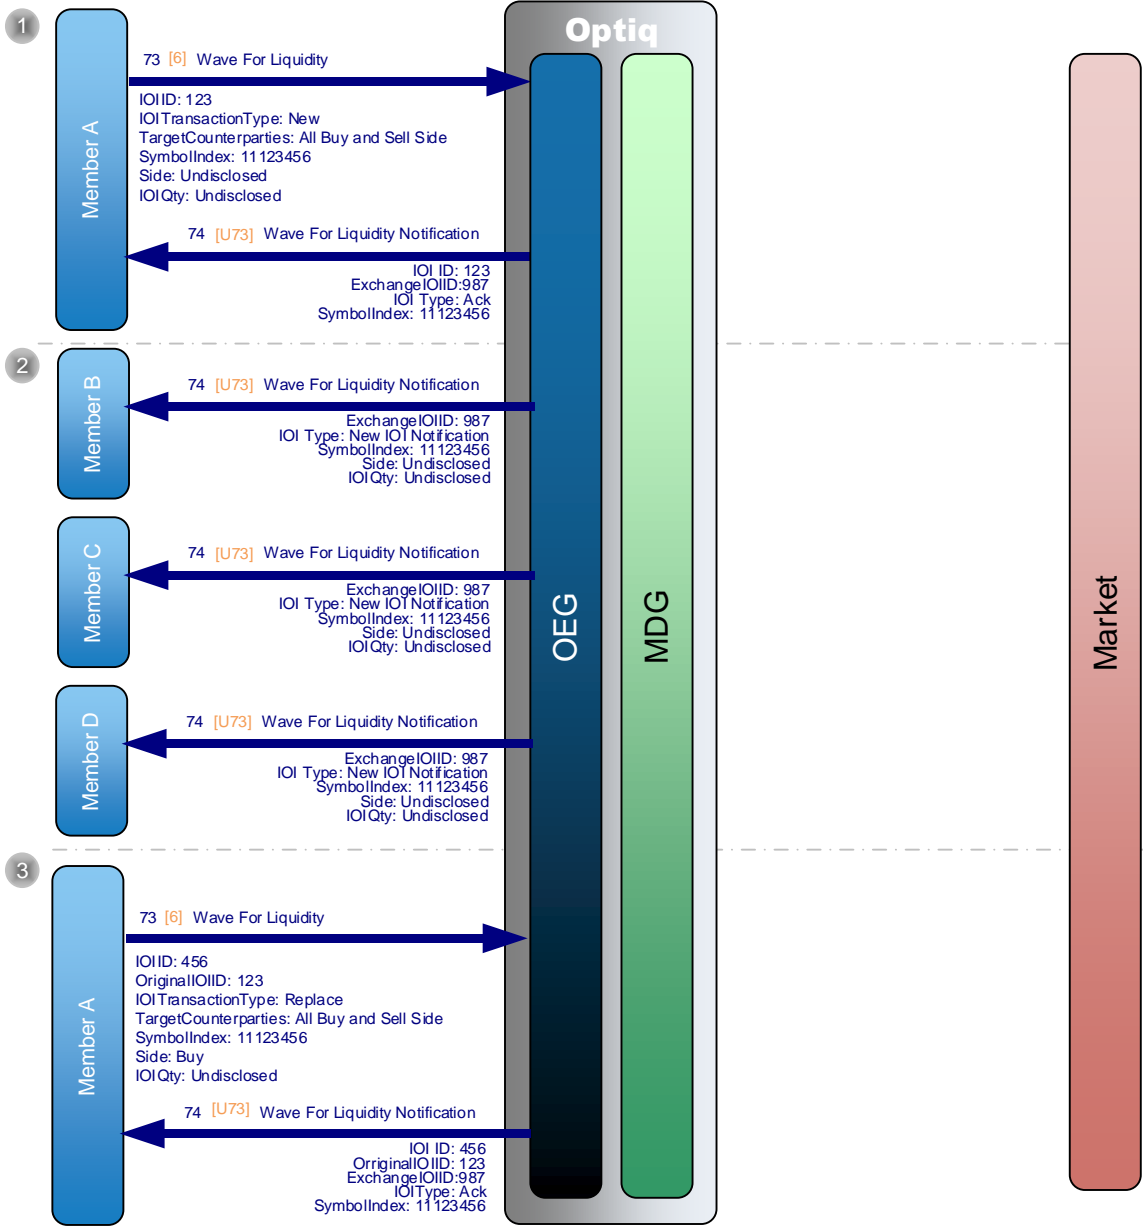 1
Optiq
73 [6] Wave For Liquidity
IOIID: 123
IOITransactionType: New
TargetCounterparties: All Buy and Sell Side
SymbolIndex: 11123456
Side: Undisclosed
IOIQty: Undisclosed
Member A
74 [U73] Wave For Liquidity Notification
IOI ID: 123
ExchangeIOIID:987
IOI Type: Ack
SymbolIndex: 11123456
2
Member B
74 [U73] Wave For Liquidity Notification
ExchangeIOIID: 987
IOI Type: New IOI Notification
SymbolIndex: 11123456
Side: Undisclosed
IOIQty: Undisclosed
Member C
74 [U73] Wave For Liquidity Notification
ExchangeIOIID: 987
IOI Type: New IOI Notification
SymbolIndex: 11123456
Side: Undisclosed
IOIQty: Undisclosed
OEG
MDG
Market
Member D
74 [U73] Wave For Liquidity Notification
ExchangeIOIID: 987
IOI Type: New IOI Notification
SymbolIndex: 11123456
Side: Undisclosed
IOIQty: Undisclosed
3
73 [6] Wave For Liquidity
IOIID: 456
OriginalIOIID: 123
IOITransactionType: Replace
TargetCounterparties: All Buy and Sell Side
SymbolIndex: 11123456
Side: Buy
IOIQty: Undisclosed
Member A
74 [U73] Wave For Liquidity Notification
IOI ID: 456
OrriginalIOIID: 123
ExchangeIOIID:987
IOIType: Ack
SymbolIndex: 11123456